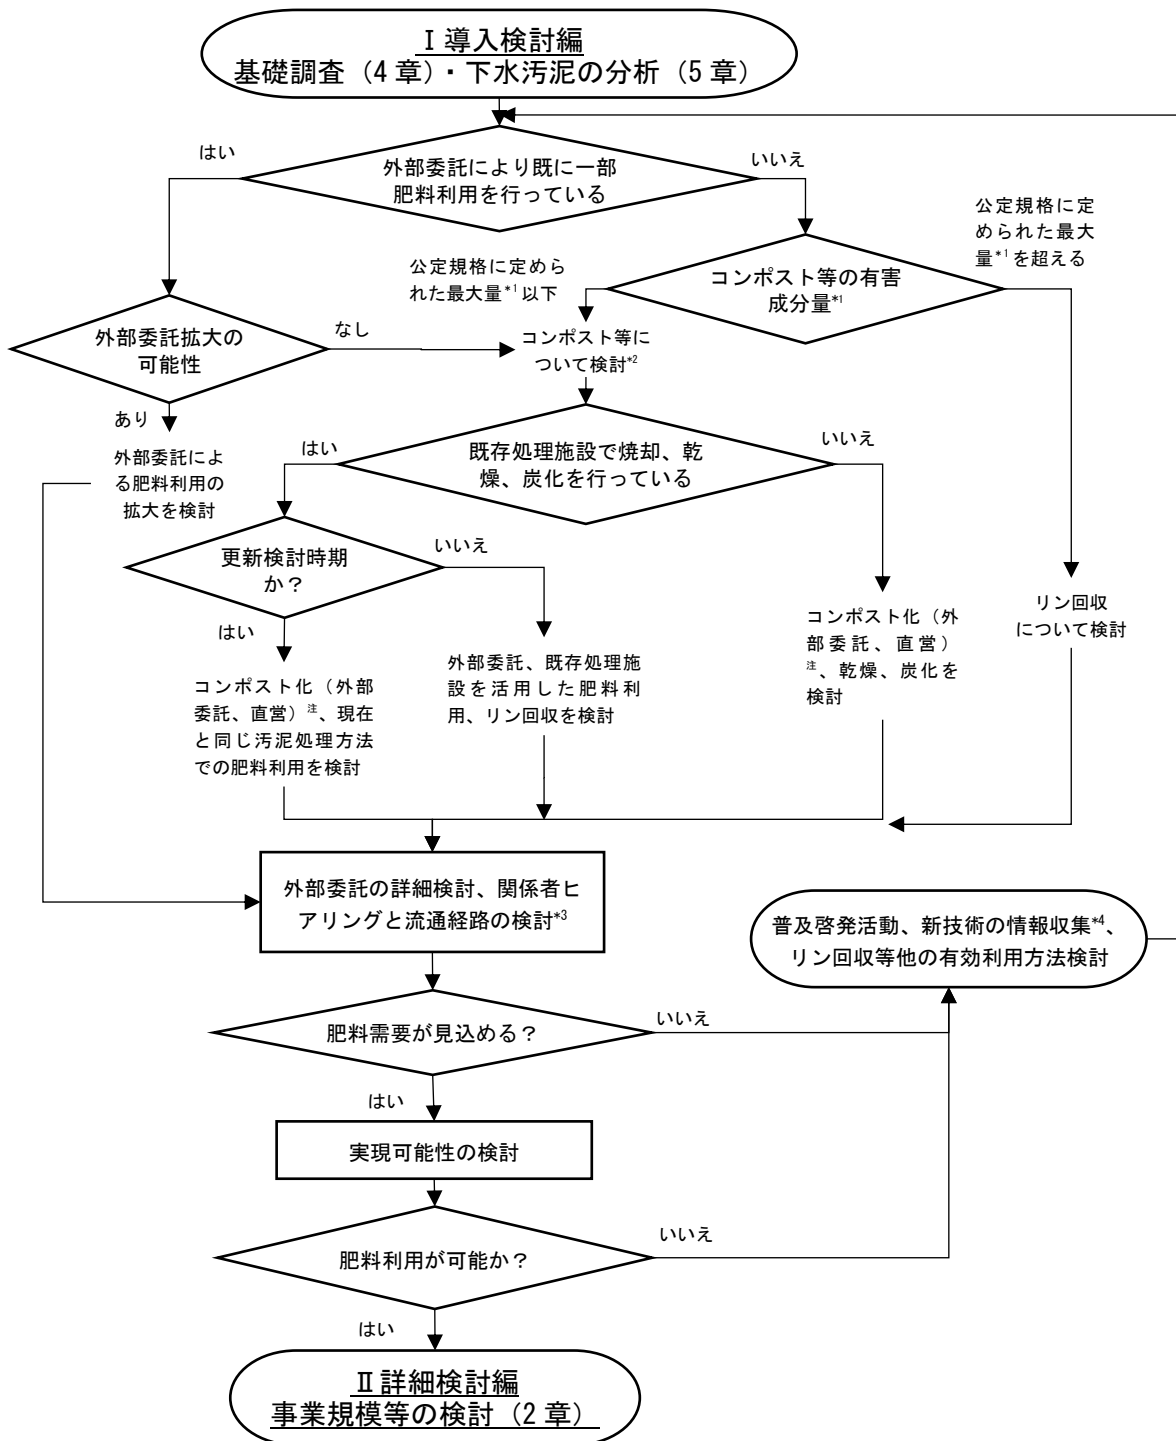 Ⅰ導入検討編
基礎調査（4章）・下水汚泥の分析（5章）
はい
外部委託により既に一部
肥料利用を行っている
いいえ
公定規格に定
められた最大
量*1を超える
公定規格に定めら
れた最大量*1以下
コンポスト等の有害
成分量*1
外部委託拡大の
可能性
なし
コンポスト等に
ついて検討*2
あり
外部委託によ
る肥料利用の
拡大を検討
はい
既存処理施設で焼却、乾
燥、炭化を行っている
いいえ
更新検討時期
か？
いいえ
はい
コンポスト化（外部
委託、直営）注、現在
と同じ汚泥処理方法
での肥料利用を検討
外部委託、既存処理施
設を活用した肥料利
用、リン回収を検討
コンポスト化（外
部委託、直営）
注、乾燥、炭化を
検討
リン回収
について検討
外部委託の詳細検討、関係者ヒ
アリングと流通経路の検討*3
普及啓発活動、新技術の情報収集*4、
リン回収等他の有効利用方法検討
肥料需要が見込める？
いいえ
はい
実現可能性の検討
肥料利用が可能か？
いいえ
はい
Ⅱ詳細検討編
事業規模等の検討（2章）